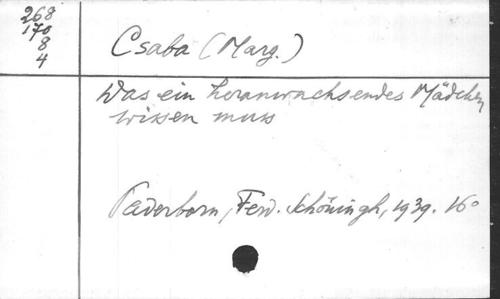 268
170
8
4
Csaba (Marg.)
Was ein heranwachsendes Mädchen
wissen muss
Paderborn, Ferd. Schöningh, 1939. 16°